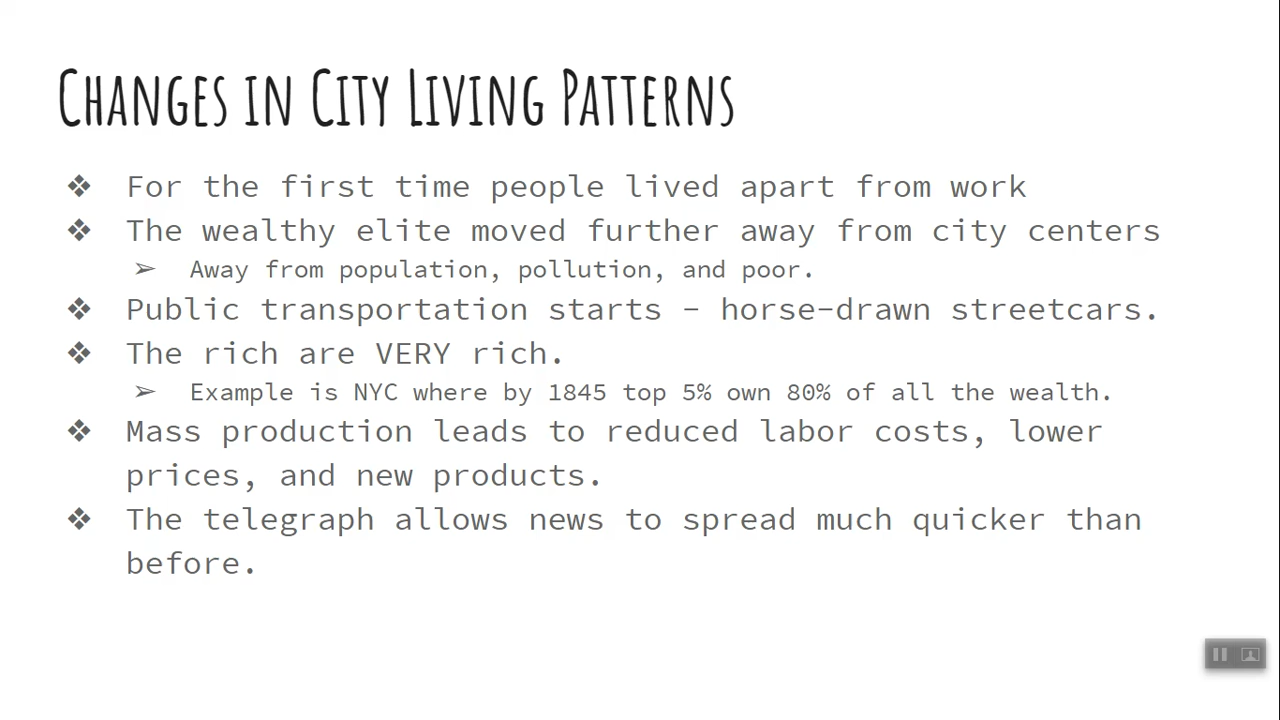 Changes in City Living Patterns
❖ For the first time people lived apart from work
❖ The wealthy elite moved further away from city centers
➢ Away from population, pollution, and poor.
❖ Public transportation starts – horse-drawn streetcars.
❖ The rich are VERY rich.
➢ Example is NYC where by 1845 top 5% own 80% of all the wealth.
❖ Mass production leads to reduced labor costs, lower
prices, and new products.
❖ The telegraph allows news to spread much quicker than
before.